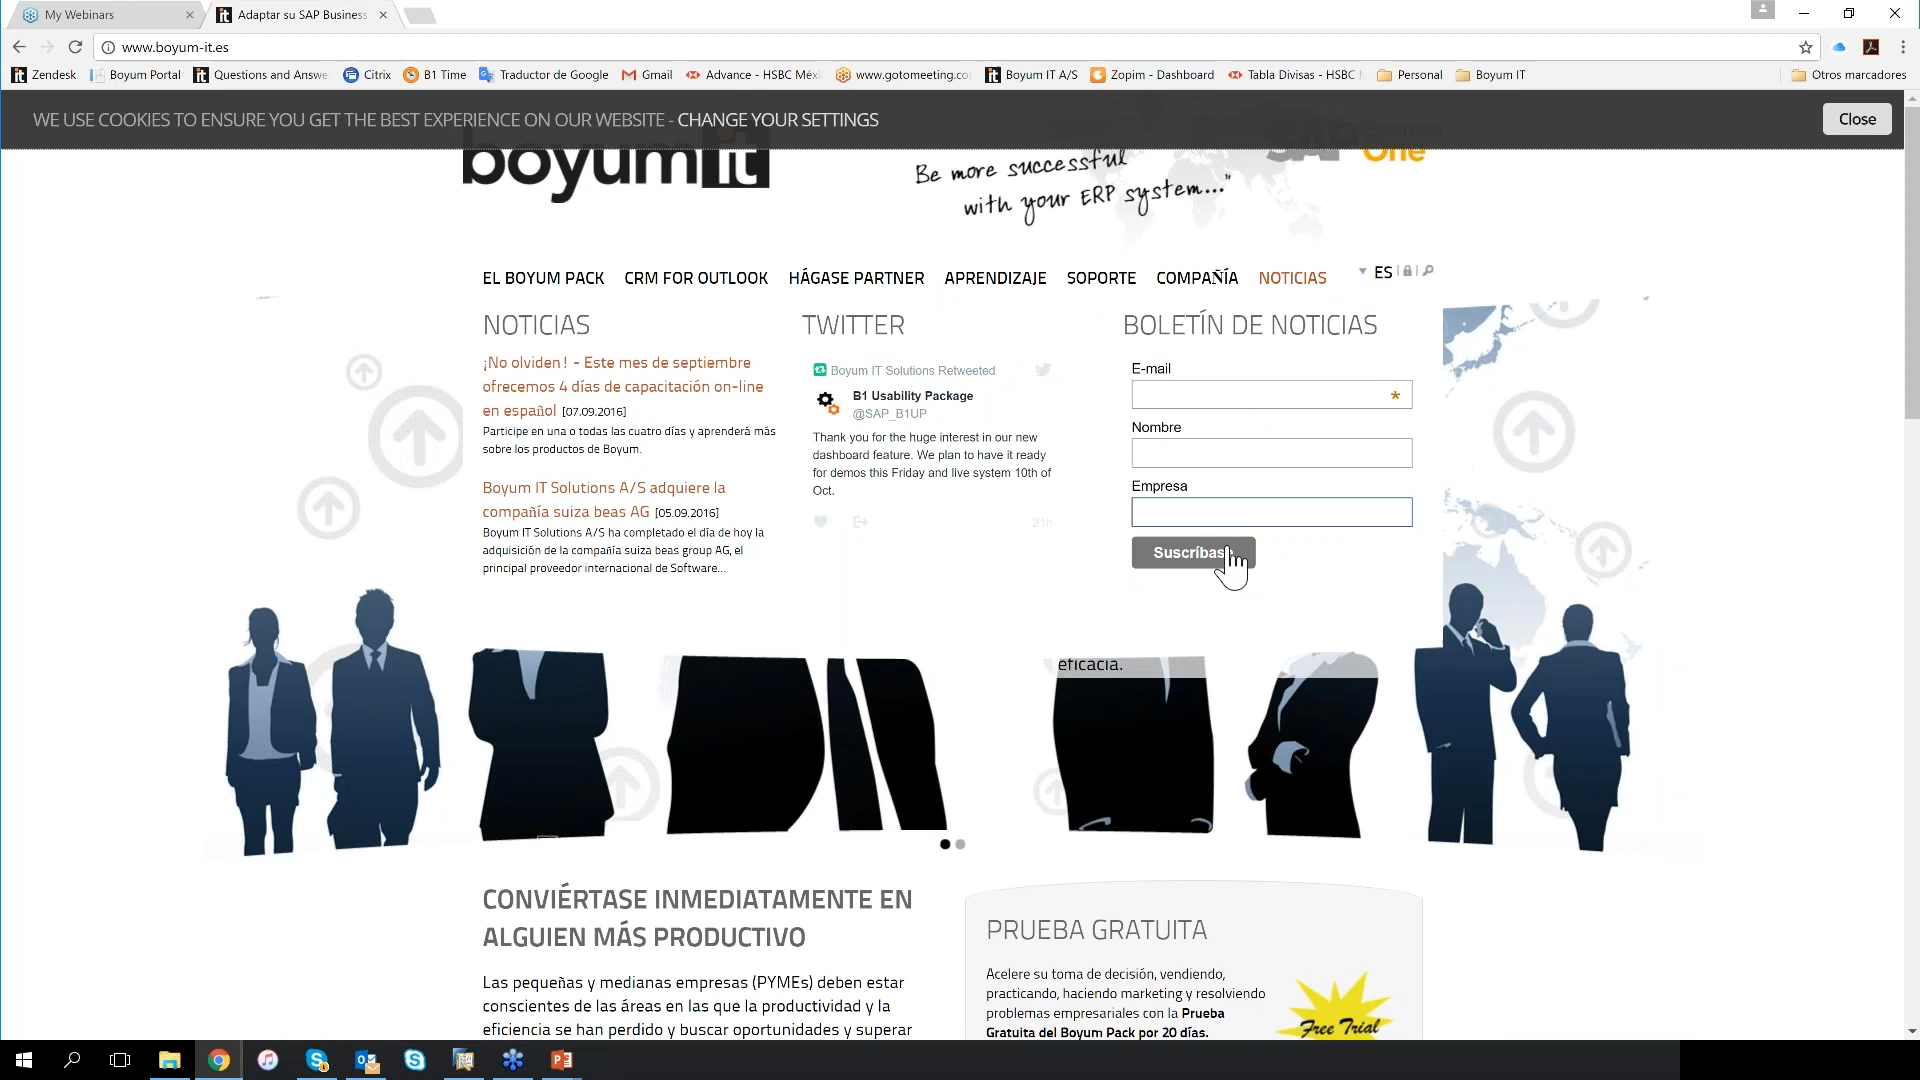 My Webinars
Adaptar su SAP Business
www.boyum-it.es
Zendesk
Boyum Portal
Questions and Answe
Citrix
B1 Time
Traductor de Google
Gmail
Advance - HSBC Méxi
www.gotomeeting.co
Boyum IT A/S
Zopim - Dashboard
Tabla Divisas - HSBC
Personal
Boyum IT
Otros marcadores
WE USE COOKIES TO ENSURE YOU GET THE BEST EXPERIENCE ON OUR WEBSITE - CHANGE YOUR SETTINGS
Close
boyumit
Be more successful
with your ERP system..."
SAP Business One
EL BOYUM PACK
CRM FOR OUTLOOK
HÁGASE PARTNER
APRENDIZAJE
SOPORTE
COMPAÑÍA
NOTICIAS
ES
NOTICIAS
¡No olviden! - Este mes de septiembre
ofrecemos 4 días de capacitación on-line
en español [07.09.2016]
Participe en una o todas las cuatro días y aprenderá más
sobre los productos de Boyum.
Boyum IT Solutions A/S adquiere la
compañía suiza beas AG [05.09.2016]
Boyum IT Solutions A/S ha completado el día de hoy la
adquisición de la compañía suiza beas group AG, el
principal proveedor internacional de Software...
TWITTER
Boyum IT Solutions Retweeted
B1 Usability Package
@SAP_B1UP
Thank you for the huge interest in our new
dashboard feature. We plan to have it ready
for demos this Friday and live system 10th of
Oct.
21h
BOLETÍN DE NOTICIAS
E-mail
*
Nombre
Empresa
Suscríbas
eficacia.
CONVIÉRTASE INMEDIATAMENTE EN
ALGUIEN MÁS PRODUCTIVO
Las pequeñas y medianas empresas (PYMEs) deben estar
conscientes de las áreas en las que la productividad y la
eficiencia se han perdido y buscar oportunidades y superar
PRUEBA GRATUITA
Acelere su toma de decisión, vendiendo,
practicando, haciendo marketing y resolviendo
problemas empresariales con la Prueba
Gratuita del Boyum Pack por 20 días.
Free Trial